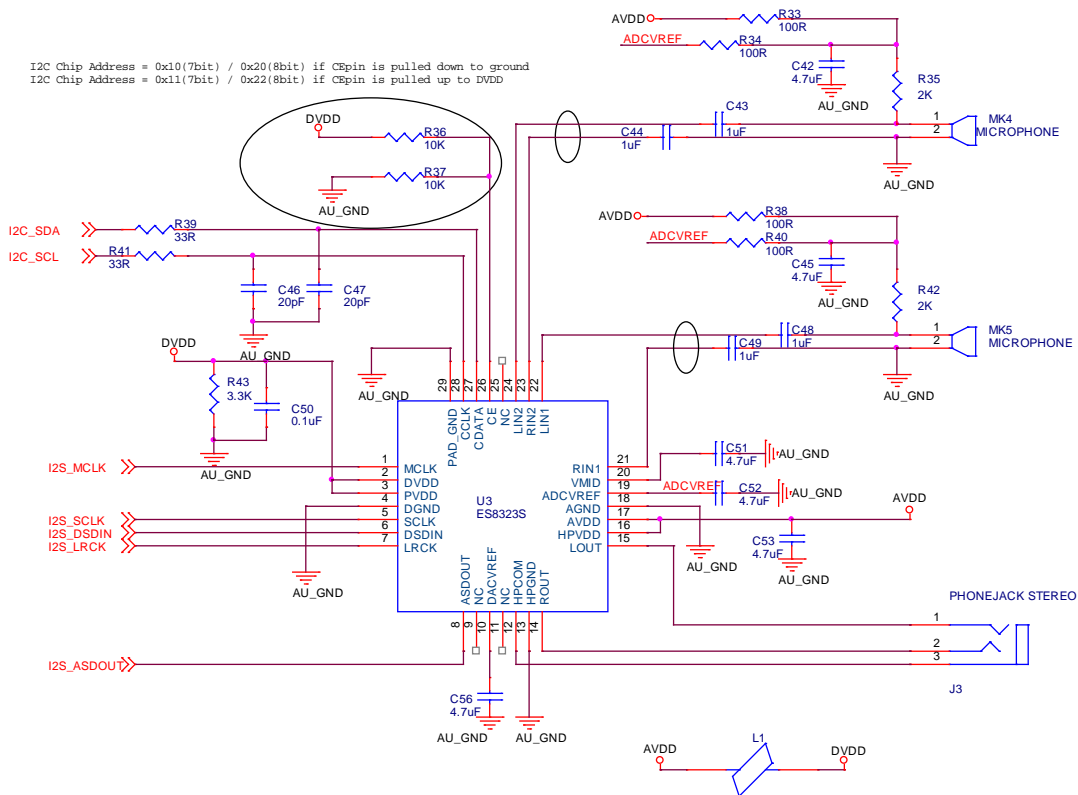 I2C Chip Address = 0x10(7bit) / 0x20(8bit) if CEpin is pulled down to ground
I2C Chip Address = 0x11(7bit) / 0x22(8bit) if CEpin is pulled up to DVDD
AVDD
R33
100R
ADCVREF
R34
100R
C42
4.7uF
AU_GND
R35
2K
C43
1uF
C44
1uF
1
2
MK4
MICROPHONE
AU_GND
DVDD
R36
10K
R37
10K
AU_GND
AVDD
R38
100R
ADCVREF
R40
100R
C45
4.7uF
AU_GND
R42
2K
C48
1uF
C49
1uF
1
2
MK5
MICROPHONE
AU_GND
I2C_SDA
R39
33R
I2C_SCL
R41
33R
C46
20pF
C47
20pF
AU_GND
DVDD
R43
3.3K
C50
0.1uF
AU_GND
AU_GND
29
28
27
26
25
24
23
22
PAD_GND
CCLK
CDATA
CE
NC
LIN2
RIN2
LIN1
I2S_MCLK
1
MCLK
2
DVDD
3
PVDD
4
DGND
I2S_SCLK
5
SCLK
I2S_DSDIN
6
DSDIN
I2S_LRCK
7
LRCK
AU_GND
U3
ES8323S
RIN1
21
VMID
20
ADCVREF
19
AGND
18
AVDD
17
HPVDD
16
LOUT
15
C51
4.7uF
AU_GND
ADCVREF
C52
4.7uF
AU_GND
AVDD
AU_GND
C53
4.7uF
AU_GND
ASDOUT
NC
DACVREF
NC
HPCOM
HPGND
ROUT
8
9
10
11
12
13
14
I2S_ASDOUT
C56
4.7uF
AU_GND
AU_GND
PHONEJACK STEREO
1
2
3
J3
AVDD
L1
DVDD